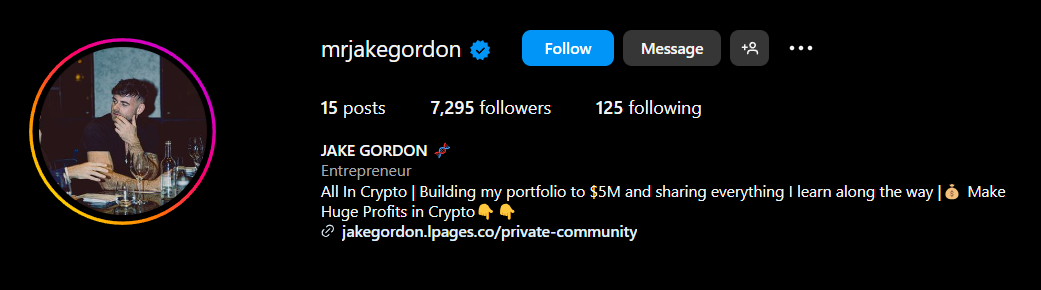 mrjakegordon
Follow
Message
15 posts 7,295 followers 125 following
JAKE GORDON 🧬
Entrepreneur
All In Crypto | Building my portfolio to $5M and sharing everything I learn along the way |💰 Make
Huge Profits in Crypto👇👇
jakegordon.lpages.co/private-community